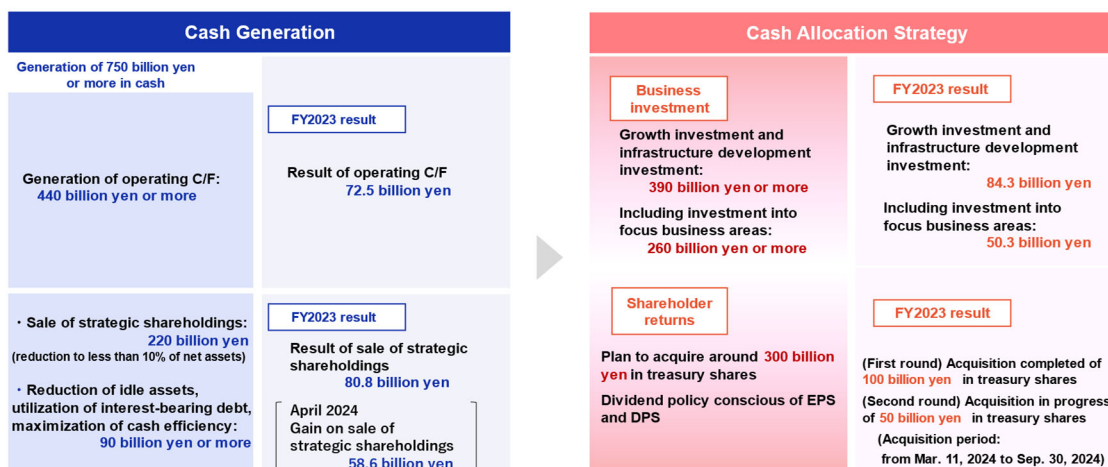 Cash Generation
Generation of 750 billion yen
or more in cash
Generation of operating C/F:
440 billion yen or more
FY2023 result
Result of operating C/F
72.5 billion yen
・Sale of strategic shareholdings:
220 billion yen
(reduction to less than 10% of net assets)
・Reduction of idle assets,
utilization of interest-bearing debt,
maximization of cash efficiency:
90 billion yen or more
FY2023 result
Result of sale of strategic
shareholdings
80.8 billion yen
April 2024
Gain on sale of
strategic shareholdings
58.6 billion yen
Cash Allocation Strategy
Business
investment
Growth investment and
infrastructure development
investment:
390 billion yen or more
Including investment into
focus business areas:
260 billion yen or more
FY2023 result
Growth investment and
infrastructure development
investment:
84.3 billion yen
Including investment into
focus business areas:
50.3 billion yen
Shareholder
returns
Plan to acquire around 300 billion
yen in treasury shares
Dividend policy conscious of EPS
and DPS
FY2023 result
(First round) Acquisition completed of
100 billion yen in treasury shares
(Second round) Acquisition in progress
of 50 billion yen in treasury shares
(Acquisition period:
from Mar. 11, 2024 to Sep. 30, 2024)